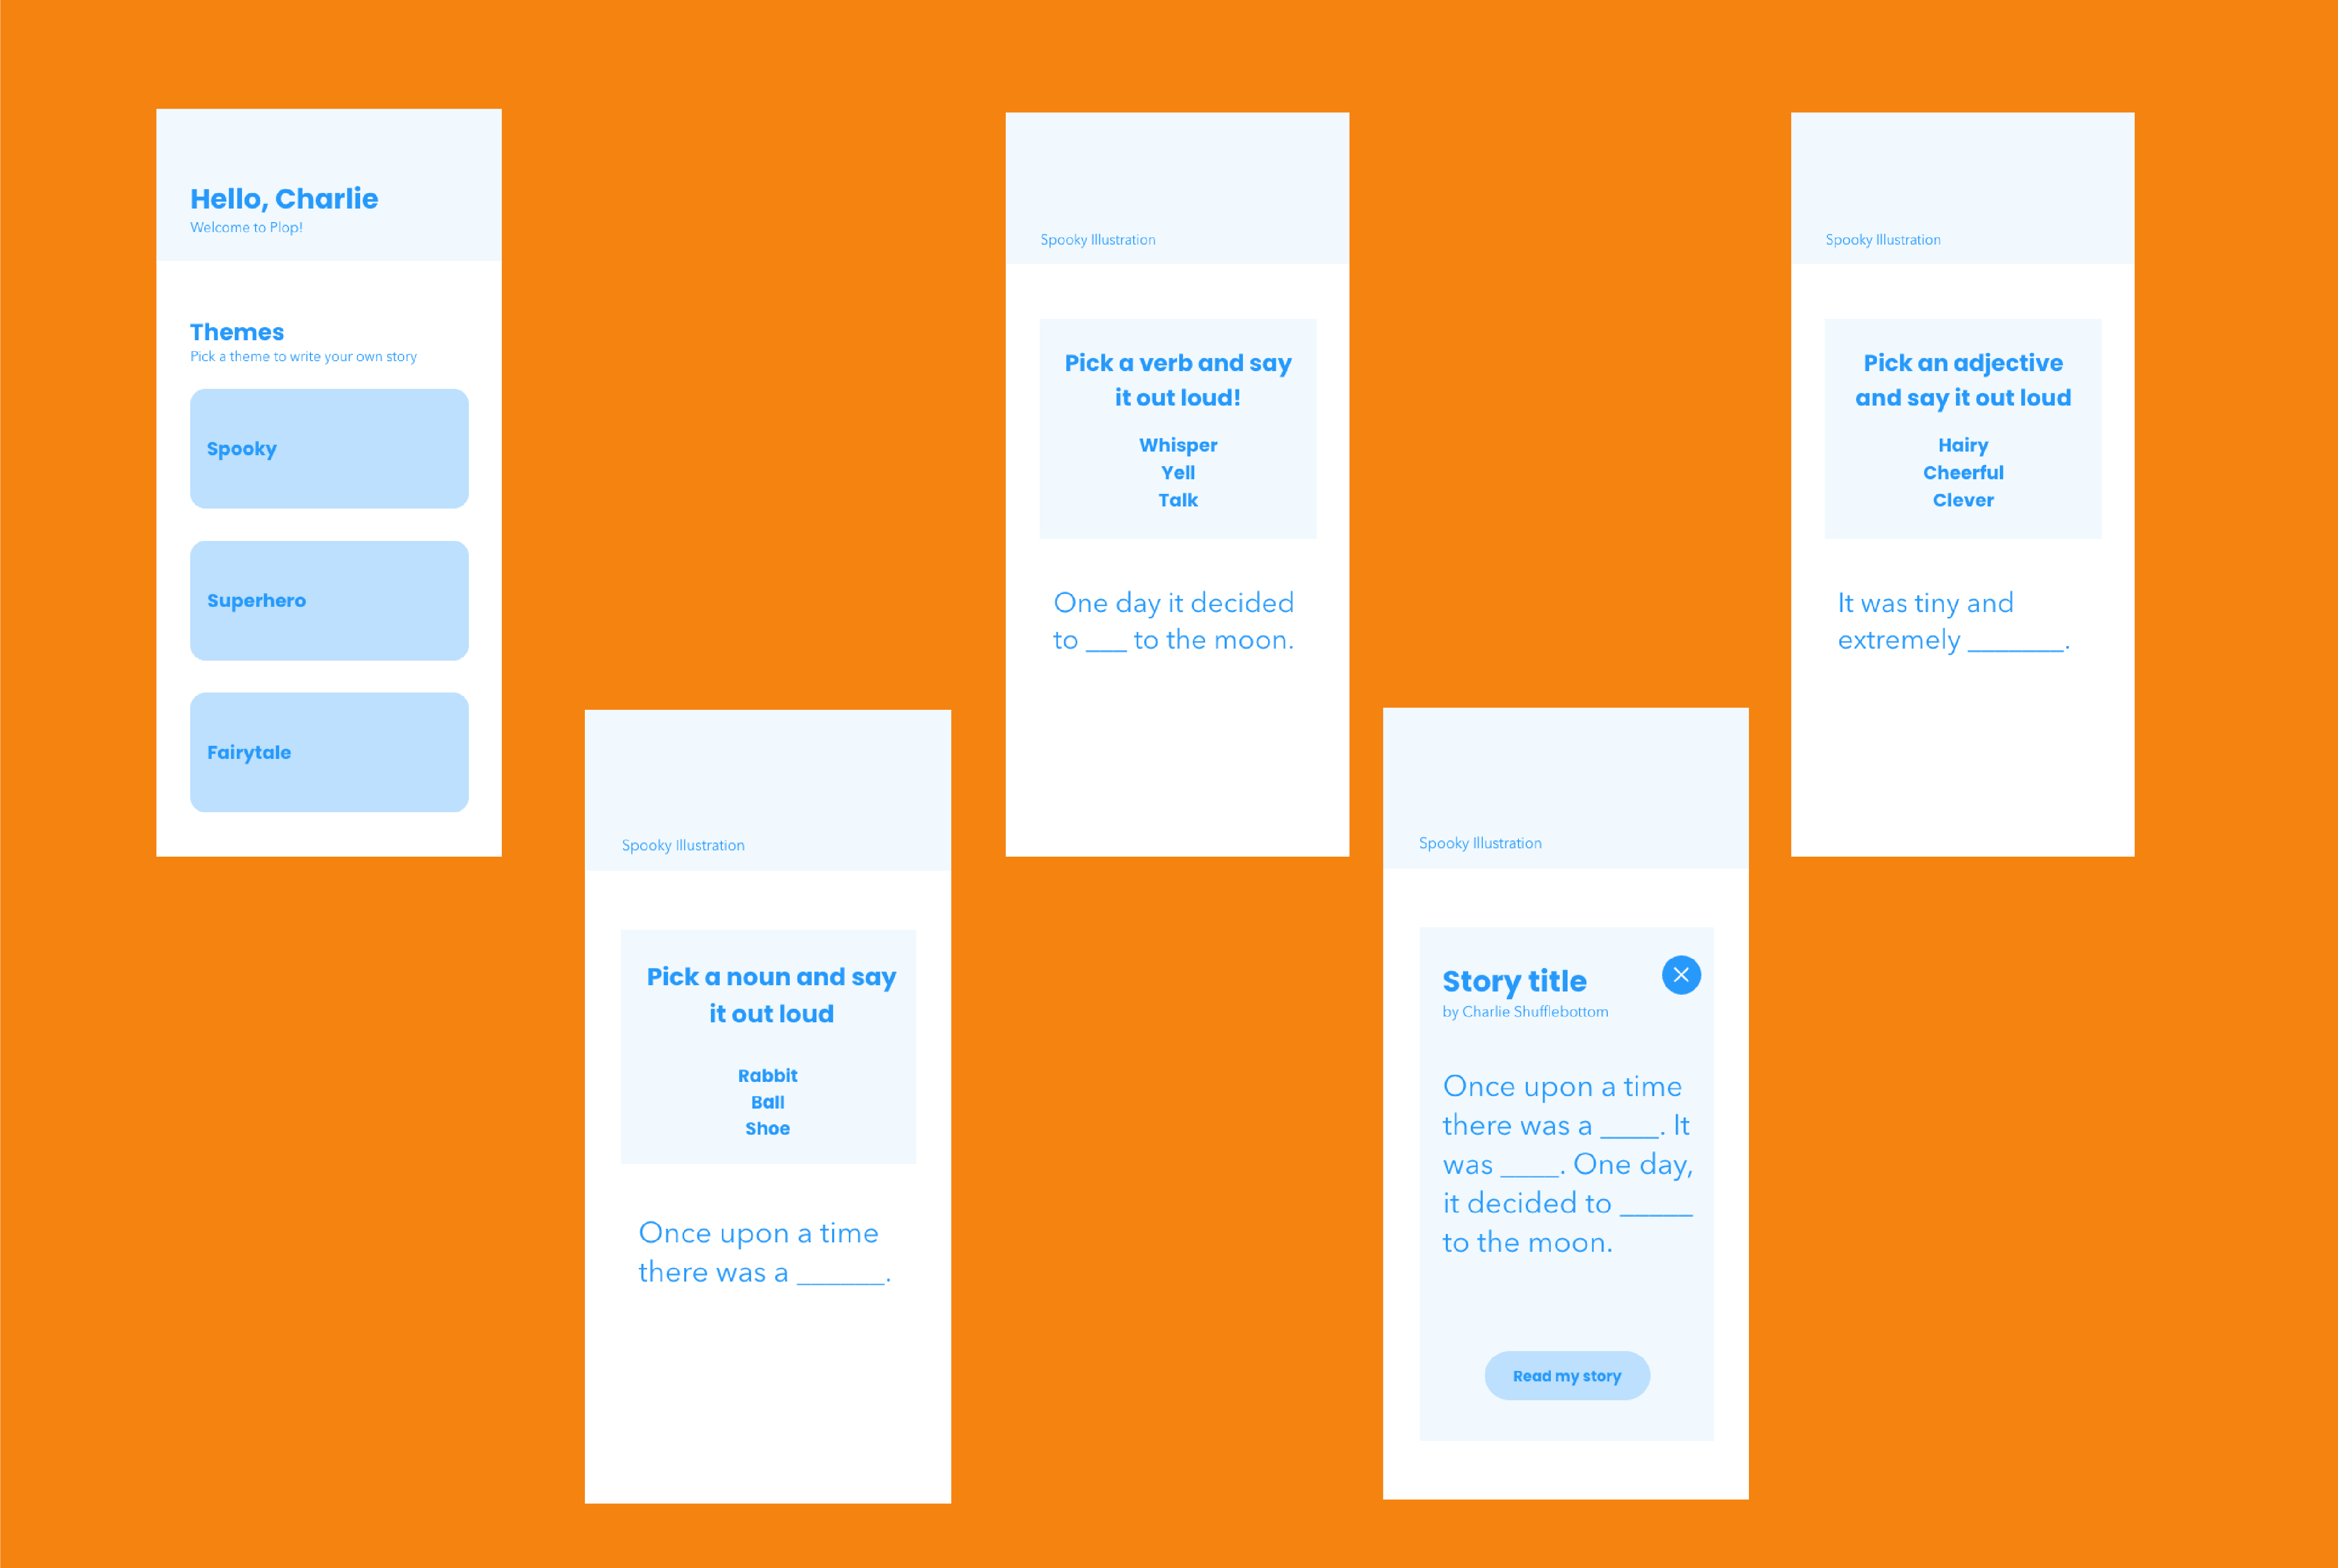 Hello, Charlie
Welcome to Plop!
Themes
Pick a theme to write your own story
Spooky
Superhero
Fairytale
Spooky Illustration
Pick a noun and say
it out loud
Rabbit
Ball
Shoe
Once upon a time
there was a ______.
Spooky Illustration
Pick a verb and say
it out loud!
Whisper
Yell
Talk
One day it decided
to ___ to the moon.
Spooky Illustration
Story title
by Charlie Shufflebottom
Once upon a time
there was a ____. It
was ____. One day,
it decided to _____
to the moon.
Read my story
Spooky Illustration
Pick an adjective
and say it out loud
Hairy
Cheerful
Clever
It was tiny and
extremely _______.